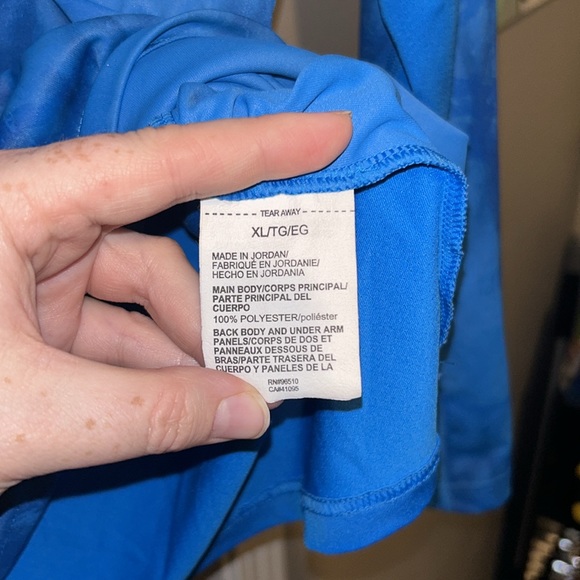 TEAR AWAY
XL/TG/EG
MADE IN JORDAN/
FABRIQUÉ EN JORDANIE/
HECHO EN JORDANIA
MAIN BODY/CORPS PRINCIPAL/
PARTE PRINCIPAL DEL
CUERPO
100% POLYESTER/poliéster
BACK BODY AND UNDER ARM
PANELS/CORPS DE DOS ET
PANNEAUX DESSOUS DE
BRAS/PARTE TRASERA DEL
CUERPO Y PANELES DE LA
RN#96510
CA#41095